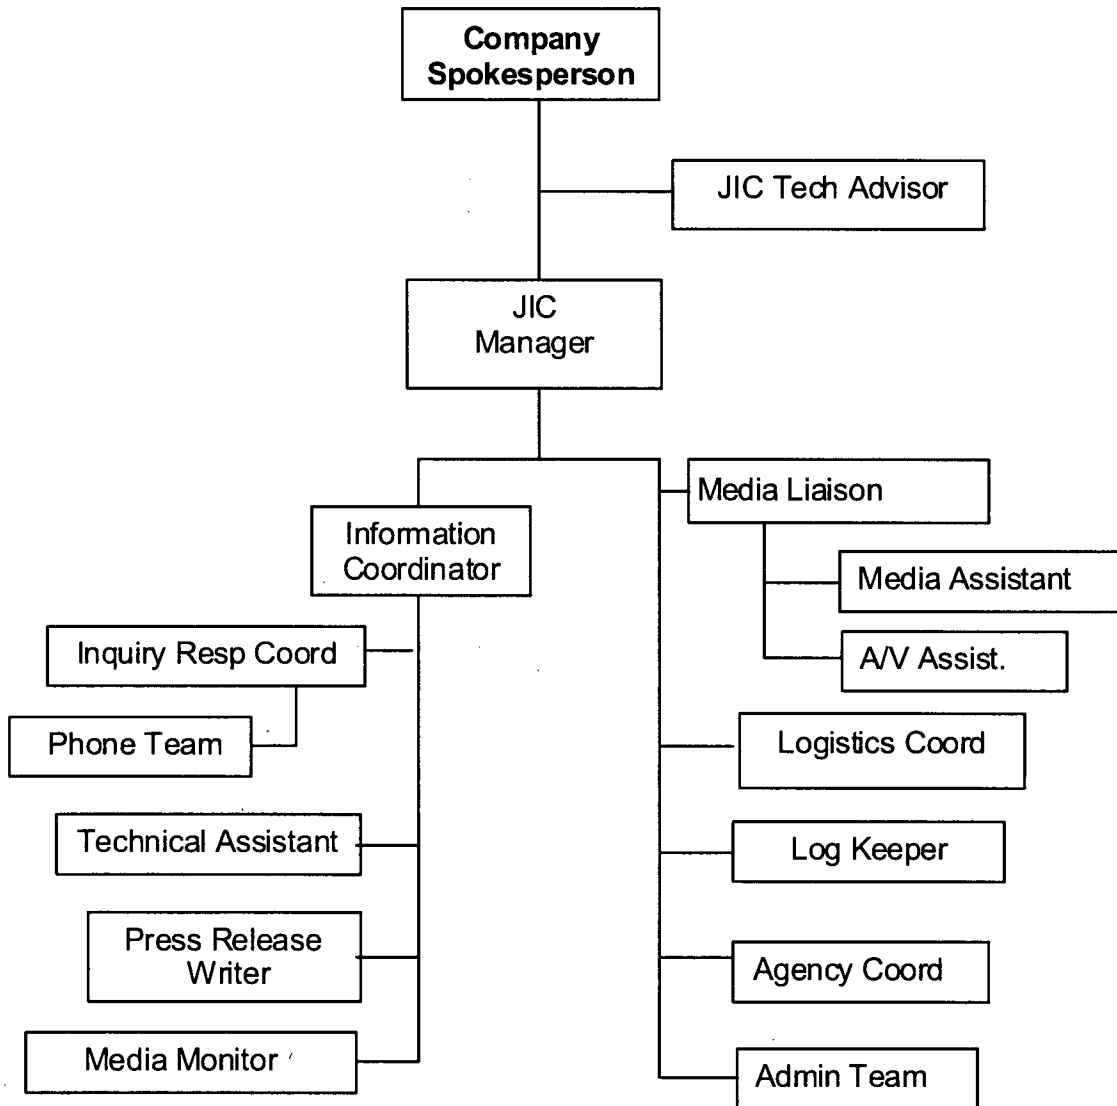 Company
Spokesperson
JIC Tech Advisor
JIC
Manager
Media Liaison
Information
Coordinator
Media Assistant
Inquiry Resp Coord
A/V Assist.
Phone Team
Logistics Coord
Technical Assistant
Log Keeper
Press Release
Writer
Agency Coord
Media Monitor
Admin Team